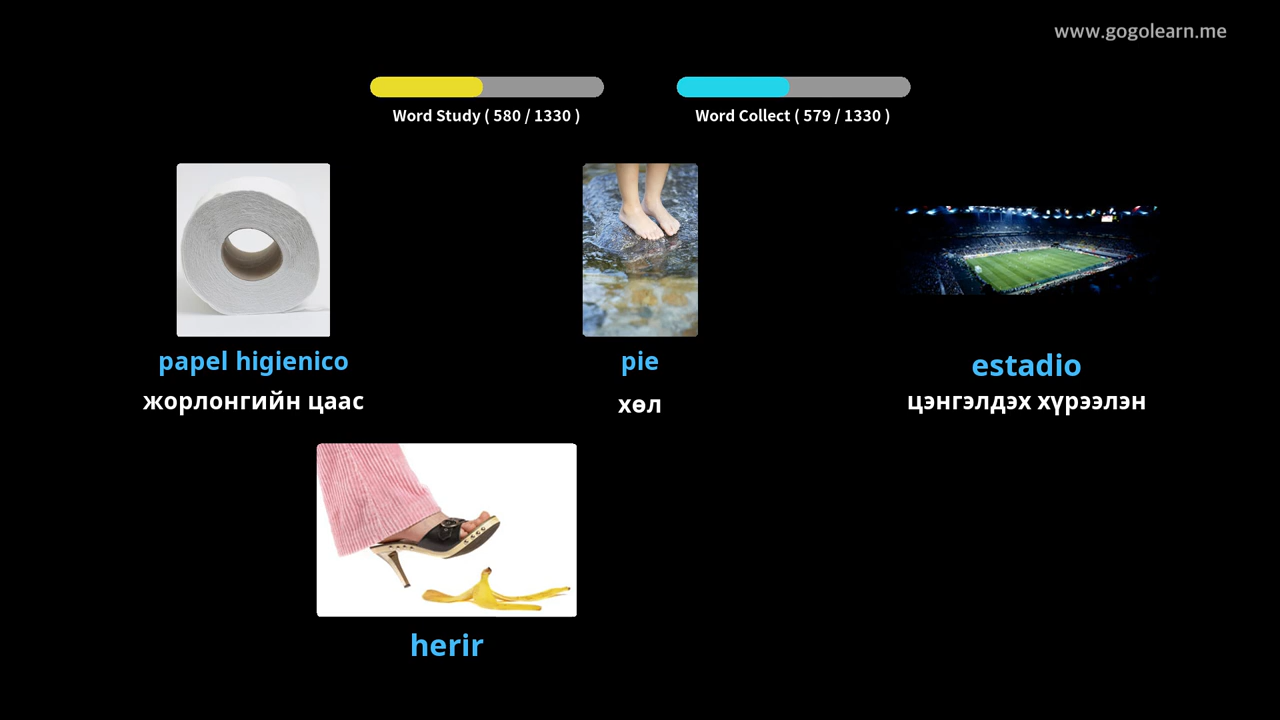 www.gogolearn.me
Word Study ( 580 / 1330 )
Word Collect ( 579 / 1330 )
papel higienico
жорлонгийн цаас
pie
хөл
estadio
цэнгэлдэх хүрээлэн
herir